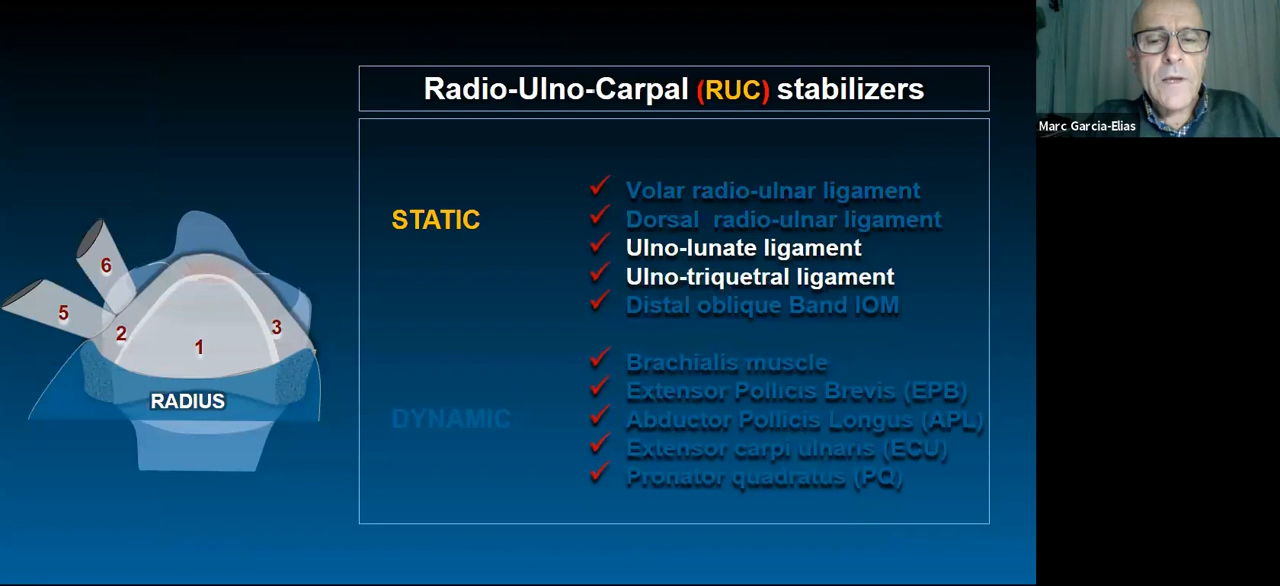 Radio-Ulno-Carpal (RUC) stabilizers
Marc Garcia-Elias
STATIC
Volar radio-ulnar ligament
Dorsal radio-ulnar ligament
Ulno-lunate ligament
Ulno-triquetral ligament
Distal oblique Band IOM
DYNAMIC
Brachialis muscle
Extensor Pollicis Brevis (EPB)
Abductor Pollicis Longus (APL)
Extensor carpi ulnaris (ECU)
Pronator quadratus (PQ)
6
5
2
3
1
RADIUS